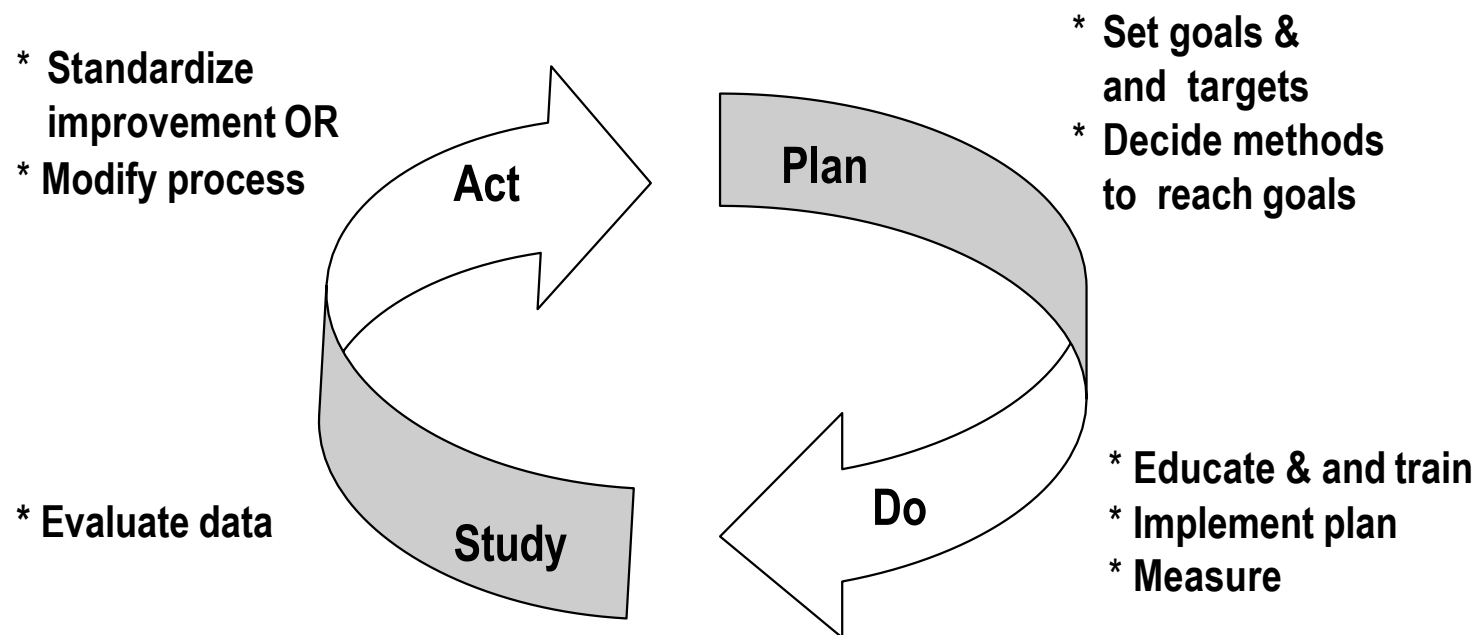 * Standardize
improvement OR
* Modify process
Act
Plan
* Set goals &
and targets
* Decide methods
to reach goals
* Educate & and train
* Implement plan
* Measure
Do
Study
* Evaluate data